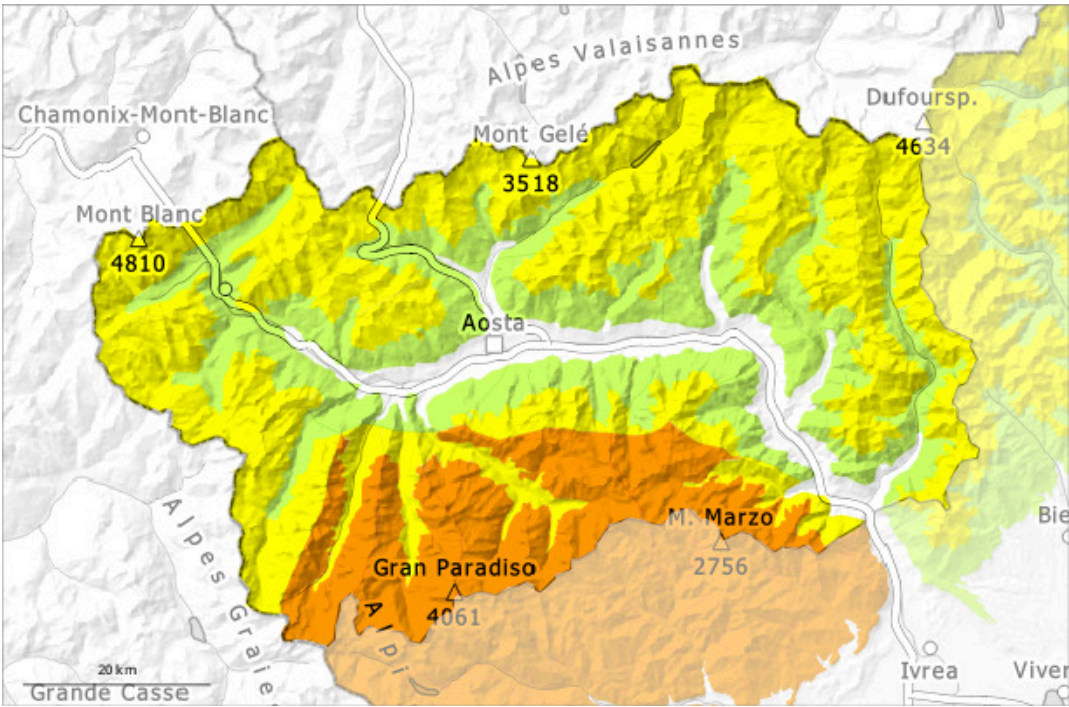 Alpes Valaisannes
Dufoursp.
4634
Chamonix-Mont-Blanc
Mont Gelé
3518
Mont Blanc
4810
Aosta
M. Marzo
2756
Bie
Gran Paradiso
4061
Alpes Graie
Alpi
20 km
Grande Casse
Ivrea
Viver